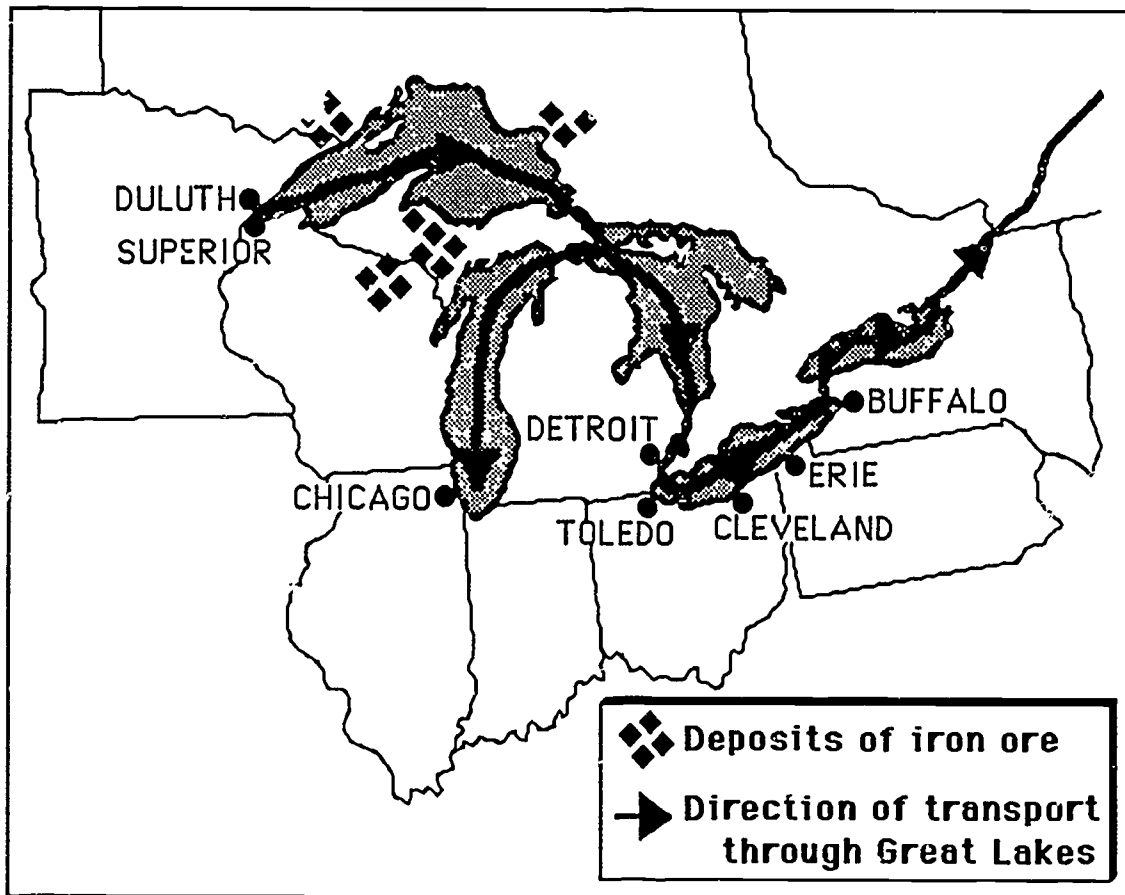 DULUTH
SUPERIOR
BUFFALO
DETROIT
ERIE
CHICAGO
TOLEDO
CLEVELAND
Deposits of iron ore
Direction of transport
through Great Lakes